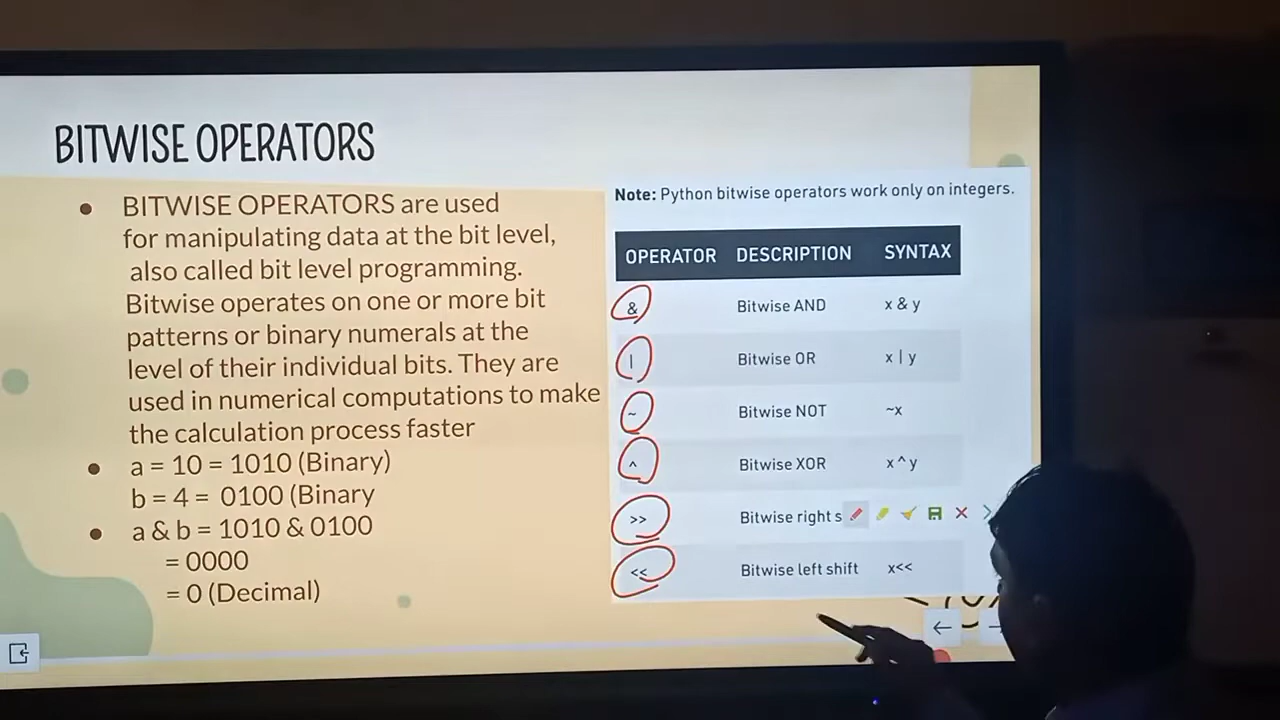 BITWISE OPERATORS
● BITWISE OPERATORS are used
for manipulating data at the bit level,
also called bit level programming.
Bitwise operates on one or more bit
patterns or binary numerals at the
level of their individual bits. They are
used in numerical computations to make
the calculation process faster
● a = 10 = 1010 (Binary)
b = 4 = 0100 (Binary
● a & b = 1010 & 0100
= 0000
= 0 (Decimal)
Note: Python bitwise operators work only on integers.
OPERATOR DESCRIPTION SYNTAX
& Bitwise AND x & y
| Bitwise OR x | y
~ Bitwise NOT ~x
^ Bitwise XOR x ^ y
>> Bitwise right s
<< Bitwise left shift x<<